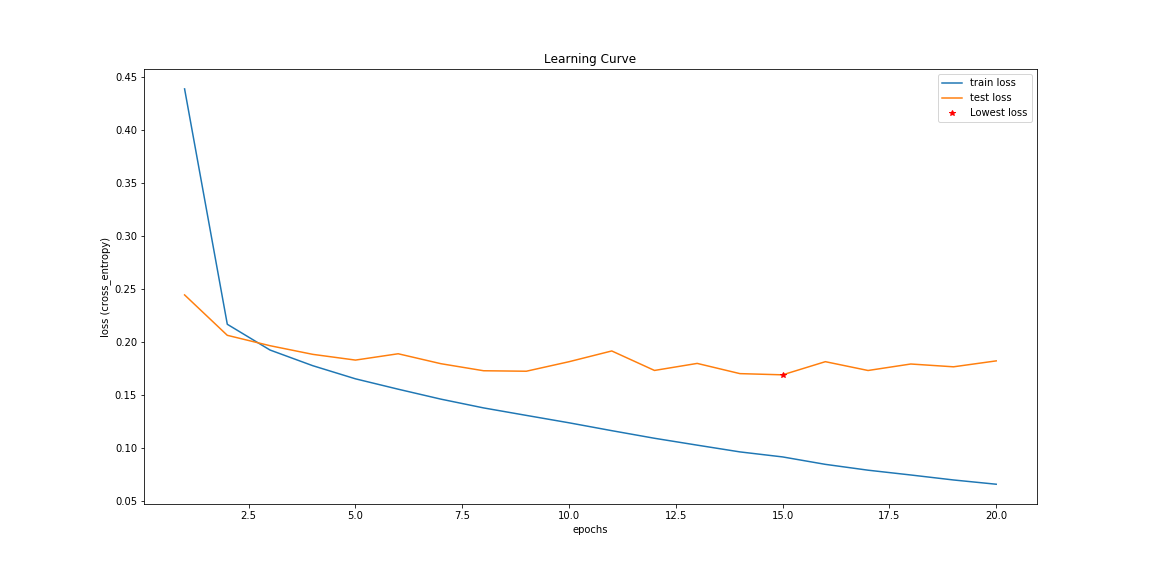 Learning Curve
train loss
test loss
Lowest loss
loss (cross_entropy)
0.45
0.40
0.35
0.30
0.25
0.20
0.15
0.10
0.05
2.5 5.0 7.5 10.0 12.5 15.0 17.5 20.0
epochs